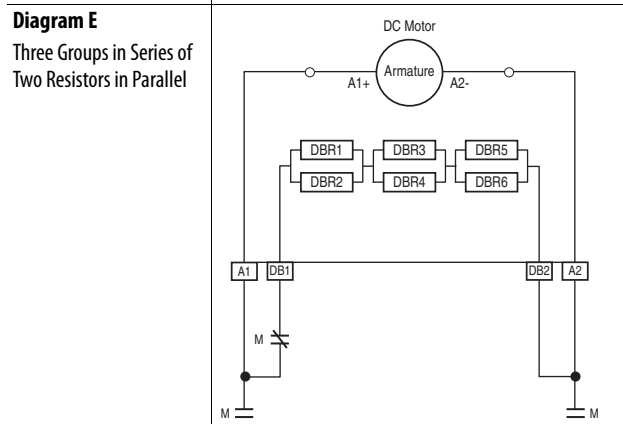 Diagram E
Three Groups in Series of
Two Resistors in Parallel
DC Motor
Armature
A1+
A2-
DBR1 DBR3 DBR5
DBR2 DBR4 DBR6
A1 DB1 DB2 A2
M
M M